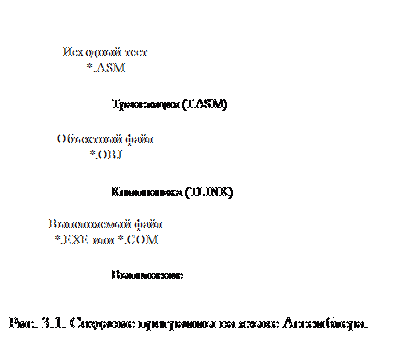 Исходный текст
*.ASM
Трансляция (TASM)
Объектный файл
*.OBJ
Компоновка (TLINK)
Выполняемый файл
*.EXE или *.COM
Выполнение
Рис. 3.1. Создание программы на языке Ассемблера.